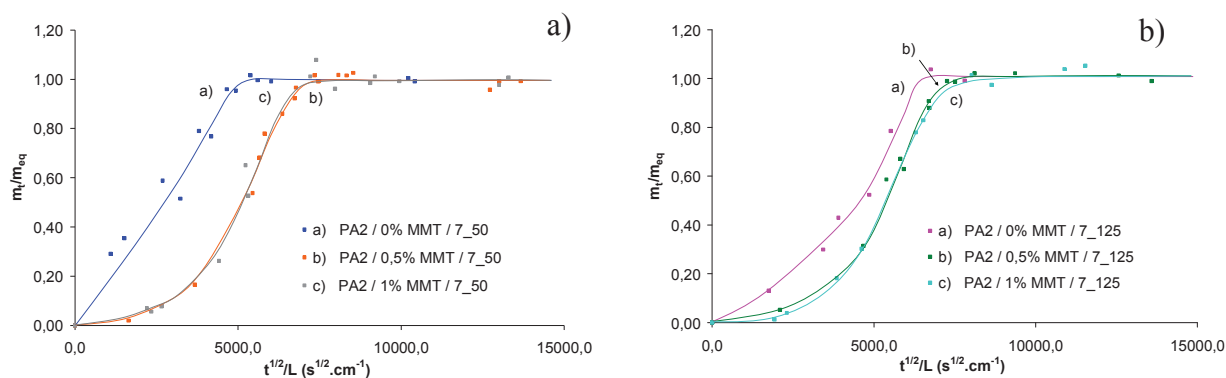 a)
1,20
1,00
0,80
0,60
0,40
0,20
0,00
mt/meq
a)
c)
b)
a) PA2 / 0% MMT / 7_50
b) PA2 / 0,5% MMT / 7_50
c) PA2 / 1% MMT / 7_50
0,0
5000,0
10000,0
15000,0
t^1/2/L (s^1/2.cm^-1)
b)
1,20
1,00
0,80
0,60
0,40
0,20
0,00
mt/meq
b)
a)
c)
a) PA2 / 0% MMT / 7_125
b) PA2 / 0,5% MMT / 7_125
c) PA2 / 1% MMT / 7_125
0,0
5000,0
10000,0
15000,0
t^1/2/L (s^1/2.cm^-1)